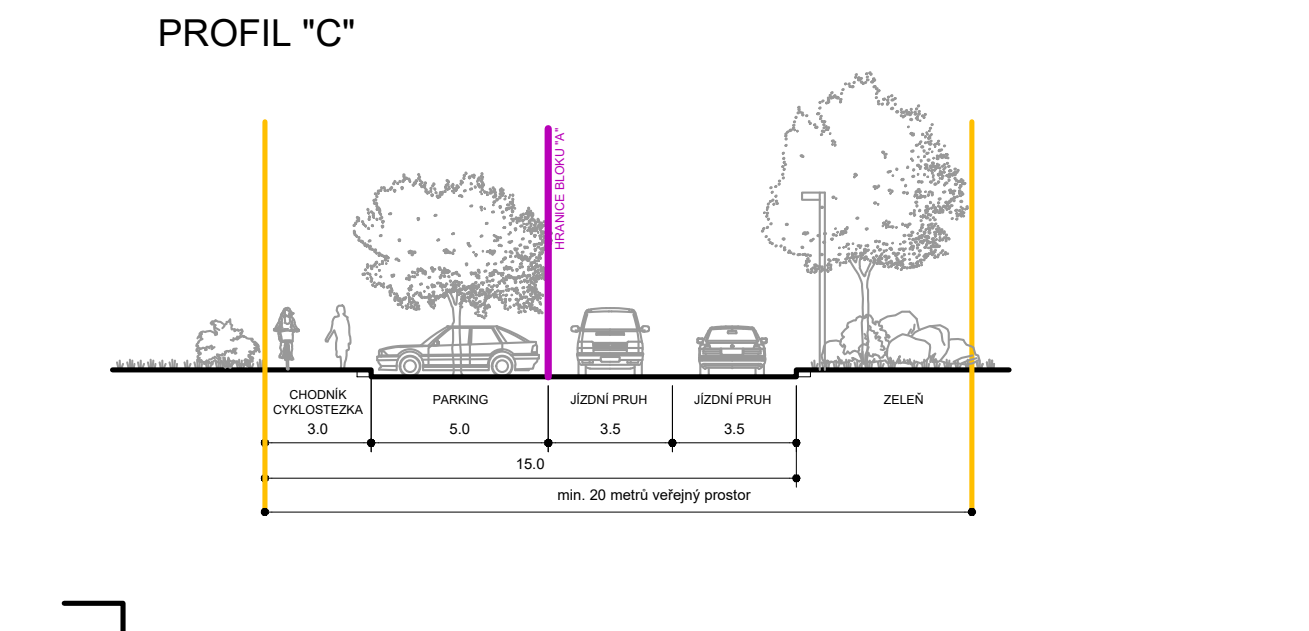 PROFIL "C"
HRANICE BLOKU "A"
CHODNÍK
CYKLOSTEZKA
PARKING
JÍZDNÍ PRUH
JÍZDNÍ PRUH
ZELEŇ
3.0
5.0
3.5
3.5
15.0
min. 20 metrů veřejný prostor